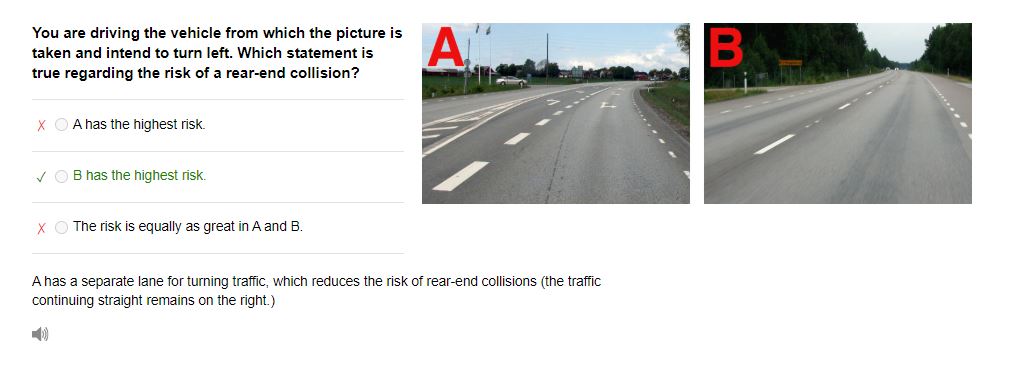 You are driving the vehicle from which the picture is
taken and intend to turn left. Which statement is
true regarding the risk of a rear-end collision?
A
B
A has the highest risk.
B has the highest risk.
The risk is equally as great in A and B.
A has a separate lane for turning traffic, which reduces the risk of rear-end collisions (the traffic
continuing straight remains on the right.)